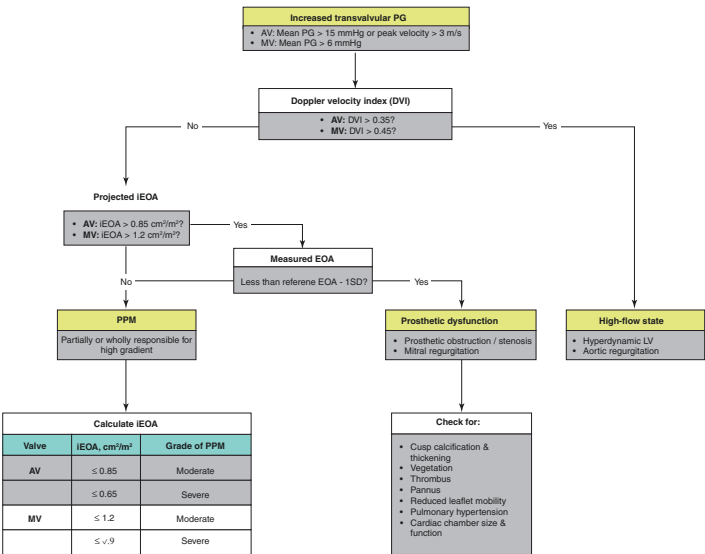 Increased transvalvular PG
• AV: Mean PG > 15 mmHg or peak velocity > 3 m/s
• MV: Mean PG > 6 mmHg
Doppler velocity index (DVI)
• AV: DVI > 0.35?
• MV: DVI > 0.45?
No
Yes
Projected iEOA
• AV: iEOA > 0.85 cm²/m²?
• MV: iEOA > 1.2 cm²/m²?
Yes
Measured EOA
Less than referene EOA - 1SD?
No
Yes
PPM
Partially or wholly responsible for
high gradient
Prosthetic dysfunction
• Prosthetic obstruction / stenosis
• Mitral regurgitation
High-flow state
• Hyperdynamic LV
• Aortic regurgitation
Calculate iEOA
Valve iEOA, cm²/m² Grade of PPM
AV ≤ 0.85 Moderate
≤ 0.65 Severe
MV ≤ 1.2 Moderate
≤ √.9 Severe
Check for:
• Cusp calcification &
thickening
• Vegetation
• Thrombus
• Pannus
• Reduced leaflet mobility
• Pulmonary hypertension
• Cardiac chamber size &
function